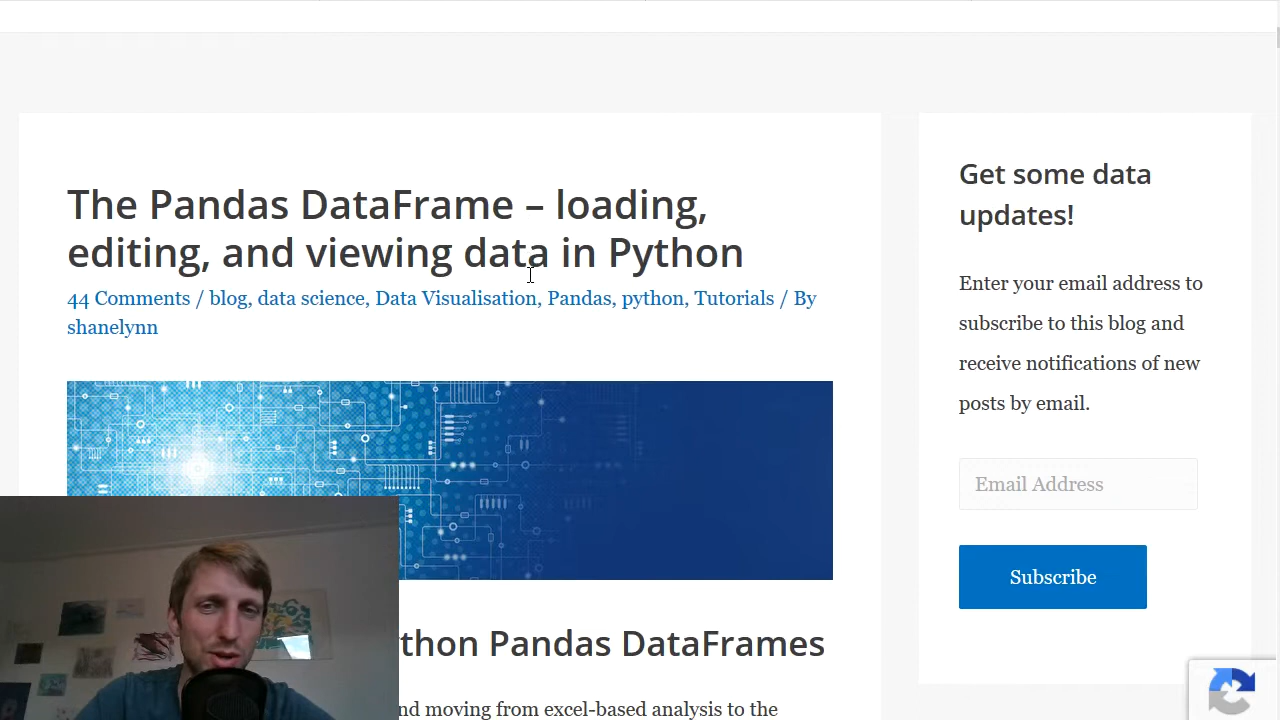 The Pandas DataFrame – loading,
editing, and viewing data in Python
44 Comments / blog, data science, Data Visualisation, Pandas, python, Tutorials / By
shanelynn
thon Pandas DataFrames
nd moving from excel-based analysis to the
Get some data
updates!
Enter your email address to
subscribe to this blog and
receive notifications of new
posts by email.
Email Address
Subscribe